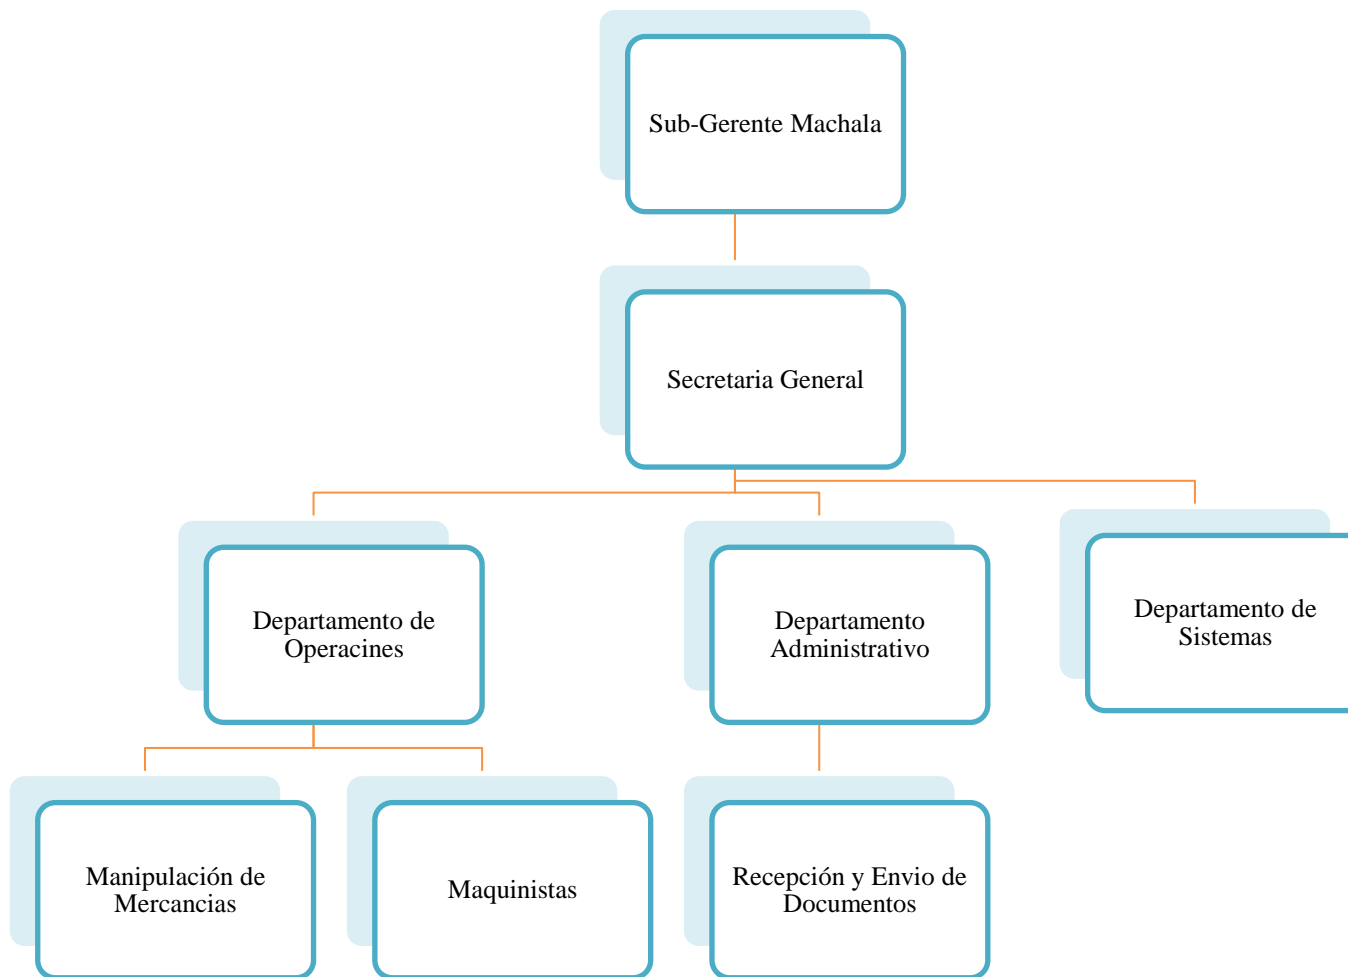 Sub-Gerente Machala
Secretaria General
Departamento de
Operacines
Departamento
Administrativo
Departamento de
Sistemas
Manipulación de
Mercancias
Maquinistas
Recepción y Envio de
Documentos